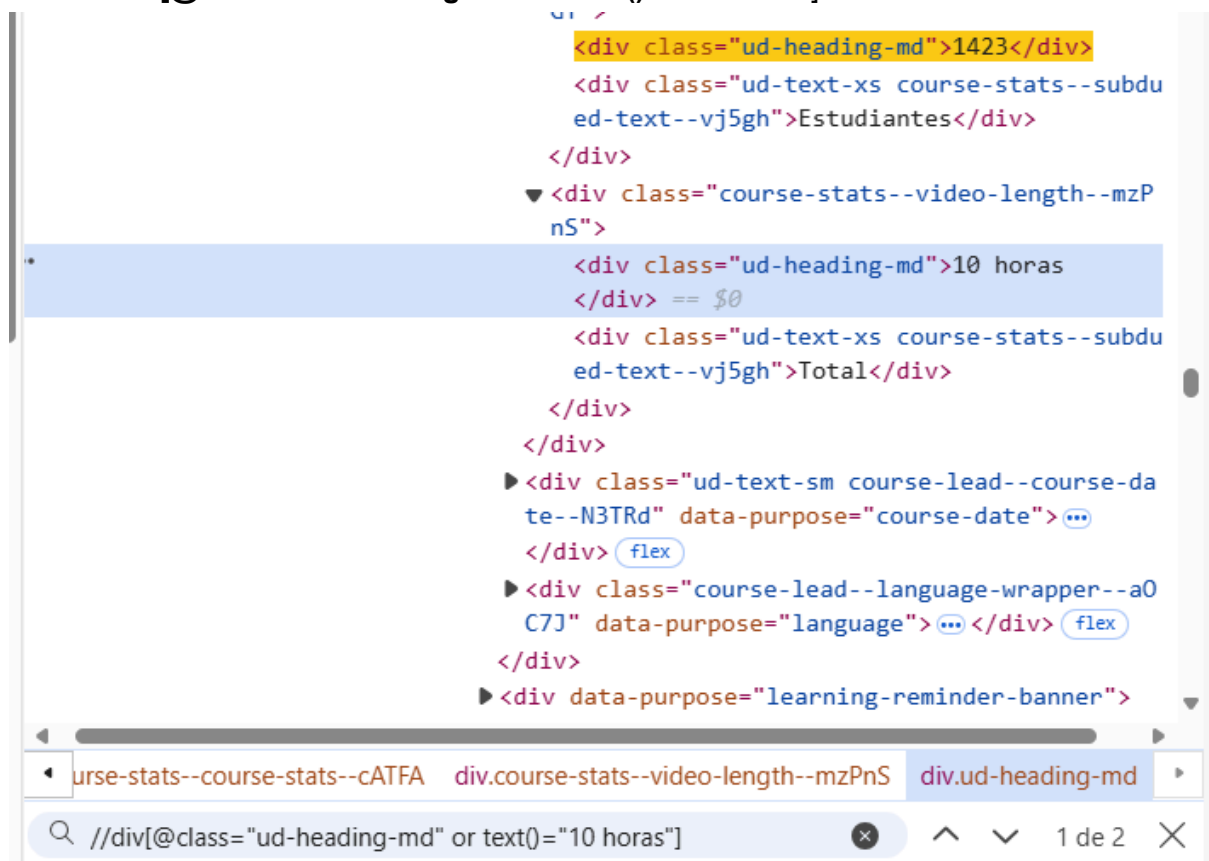 <div class="ud-heading-md">1423</div>
<div class="ud-text-xs course-stats--subdu
ed-text--vj5gh">Estudiantes</div>
</div>
<div class="course-stats--video-length--mzP
nS">
<div class="ud-heading-md">10 horas
</div> == $0
<div class="ud-text-xs course-stats--subdu
ed-text--vj5gh">Total</div>
</div>
</div>
<div class="ud-text-sm course-lead--course-da
te--N3TRd" data-purpose="course-date">
</div> flex
<div class="course-lead--language-wrapper--aO
C7J" data-purpose="language"></div> flex
</div>
<div data-purpose="learning-reminder-banner">
urse-stats--course-stats--cATFA div.course-stats--video-length--mzPnS div.ud-heading-md
//div[@class="ud-heading-md" or text()="10 horas"] 1 de 2